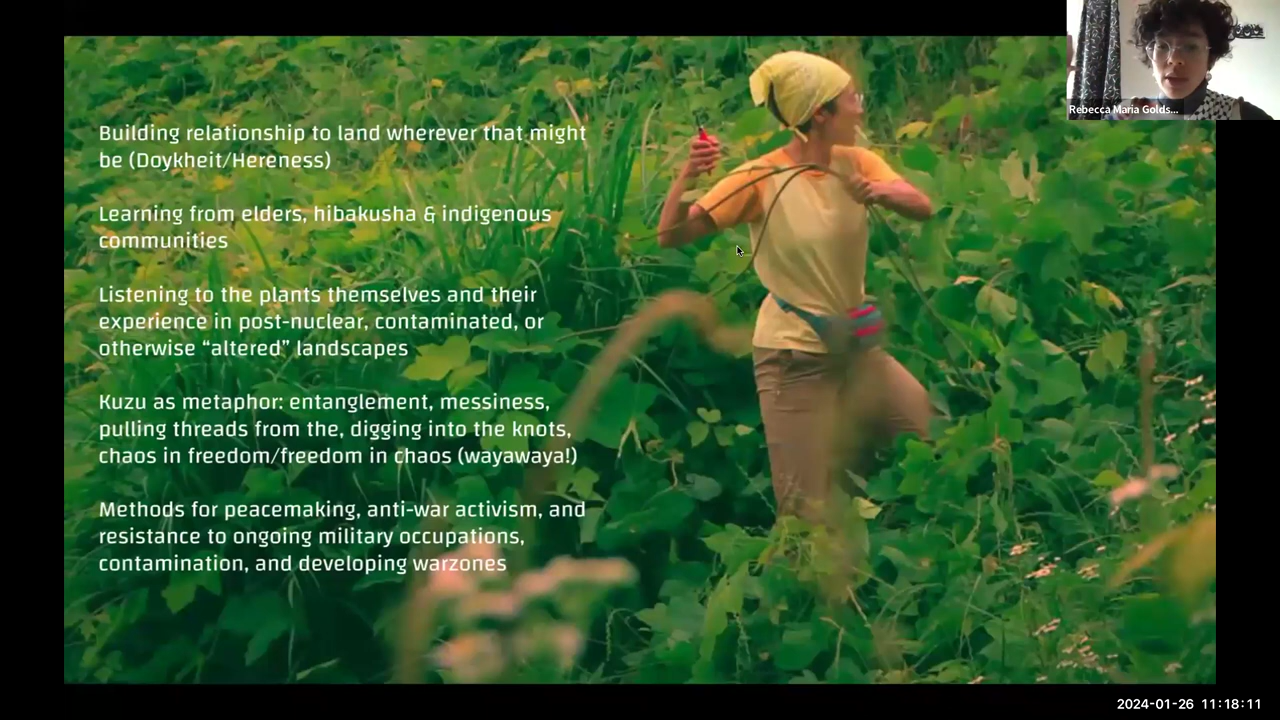 Building relationship to land wherever that might
be (Doykheit/Hereness)
Learning from elders, hibakusha & indigenous
communities
Listening to the plants themselves and their
experience in post-nuclear, contaminated, or
otherwise “altered” landscapes
Kuzu as metaphor: entanglement, messiness,
pulling threads from the, digging into the knots,
chaos in freedom/freedom in chaos (wayawaya!)
Methods for peacemaking, anti-war activism, and
resistance to ongoing military occupations,
contamination, and developing warzones
Rebecca Maria Golds...
2024-01-26 11:18:11